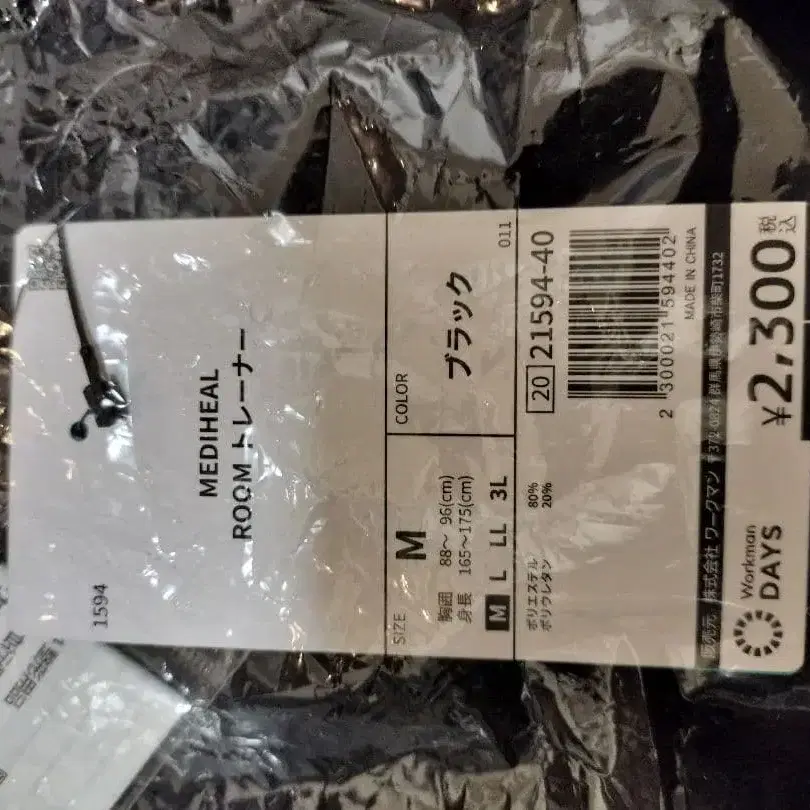 1594
MEDIHEAL
ROOM トレーナー
SIZE
M
胸囲 88～ 96(cm)
身長 165～175(cm)
M L LL 3L
COLOR
ブラック
011
ポリエステル 80%
ポリウレタン 20%
20 21594-40
2 300021 594402
MADE IN CHINA
販売元 株式会社 ワークマン 〒372-0824 群馬県伊勢崎市柴町1732
Workman
DAYS
¥2,300 税込